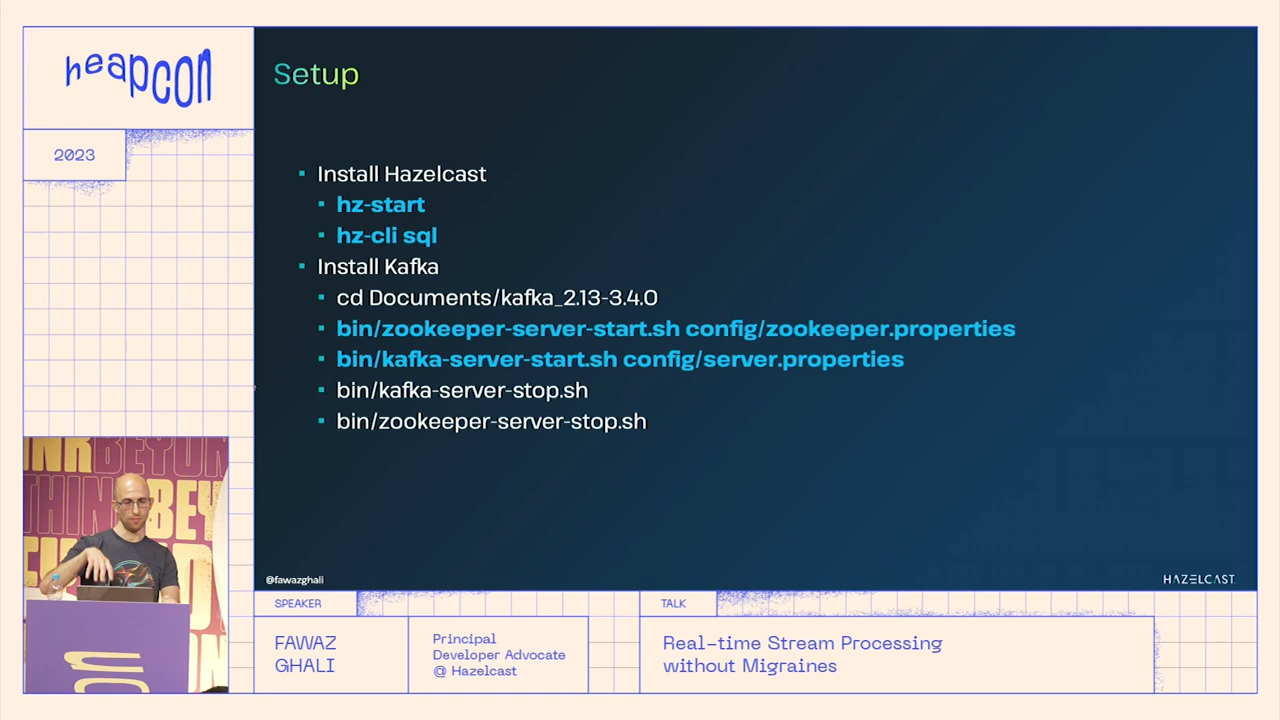 heapcon
2023
Setup
Install Hazelcast
hz-start
hz-cli sql
Install Kafka
cd Documents/kafka_2.13-3.4.0
bin/zookeeper-server-start.sh config/zookeeper.properties
bin/kafka-server-start.sh config/server.properties
bin/kafka-server-stop.sh
bin/zookeeper-server-stop.sh
@fawazghali
HAZELCAST
SPEAKER
FAWAZ
GHALI
Principal
Developer Advocate
@ Hazelcast
TALK
Real-time Stream Processing
without Migraines
BEYON
THIN
BEY